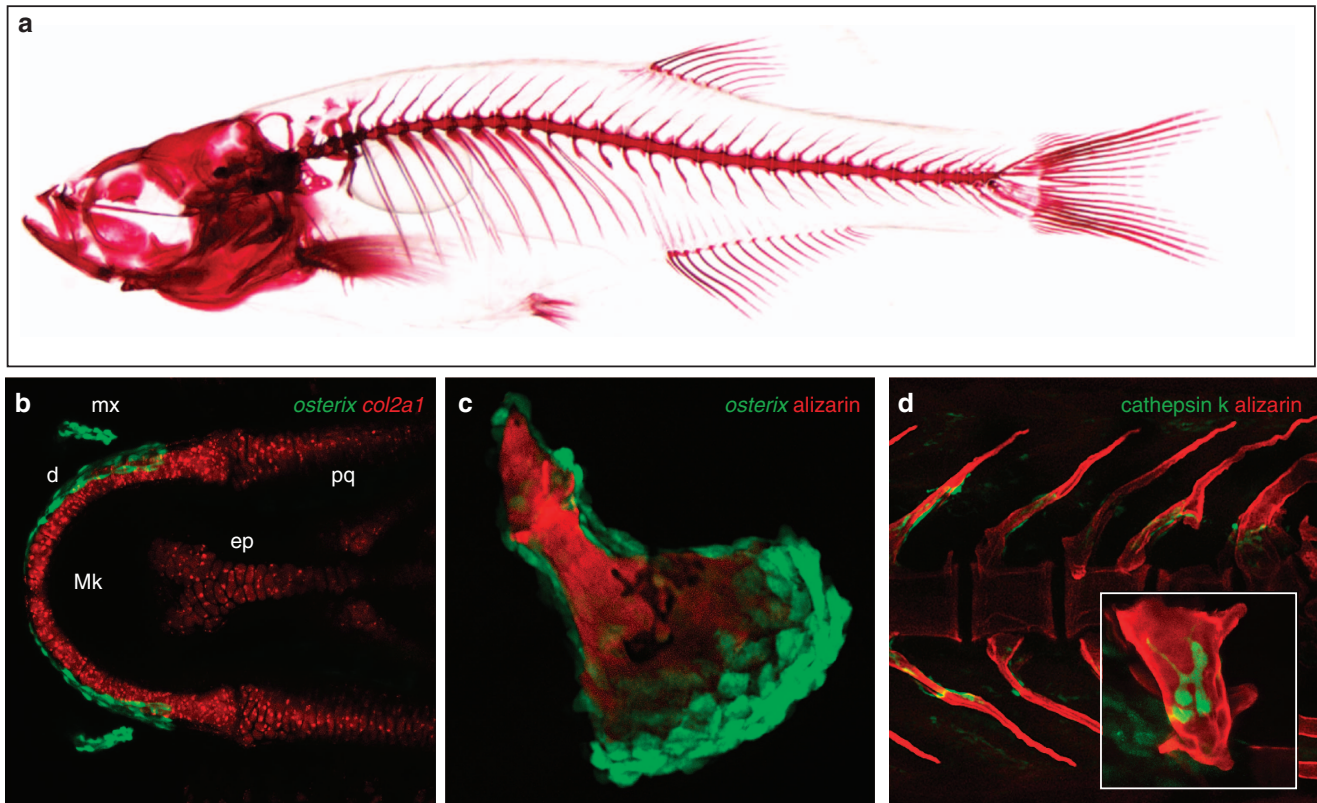 a
b
mx
osterix col2a1
d
pq
ep
Mk
c
osterix alizarin
d
cathepsin k alizarin